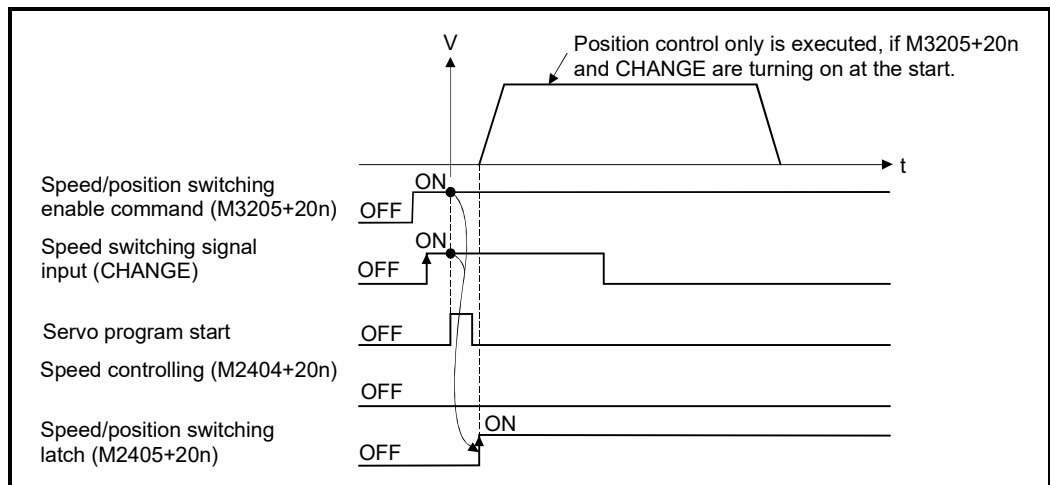 V
Position control only is executed, if M3205+20n
and CHANGE are turning on at the start.
t
Speed/position switching
enable command (M3205+20n)
OFF
ON
Speed switching signal
input (CHANGE)
OFF
ON
Servo program start
OFF
Speed controlling (M2404+20n)
OFF
Speed/position switching
latch (M2405+20n)
OFF
ON